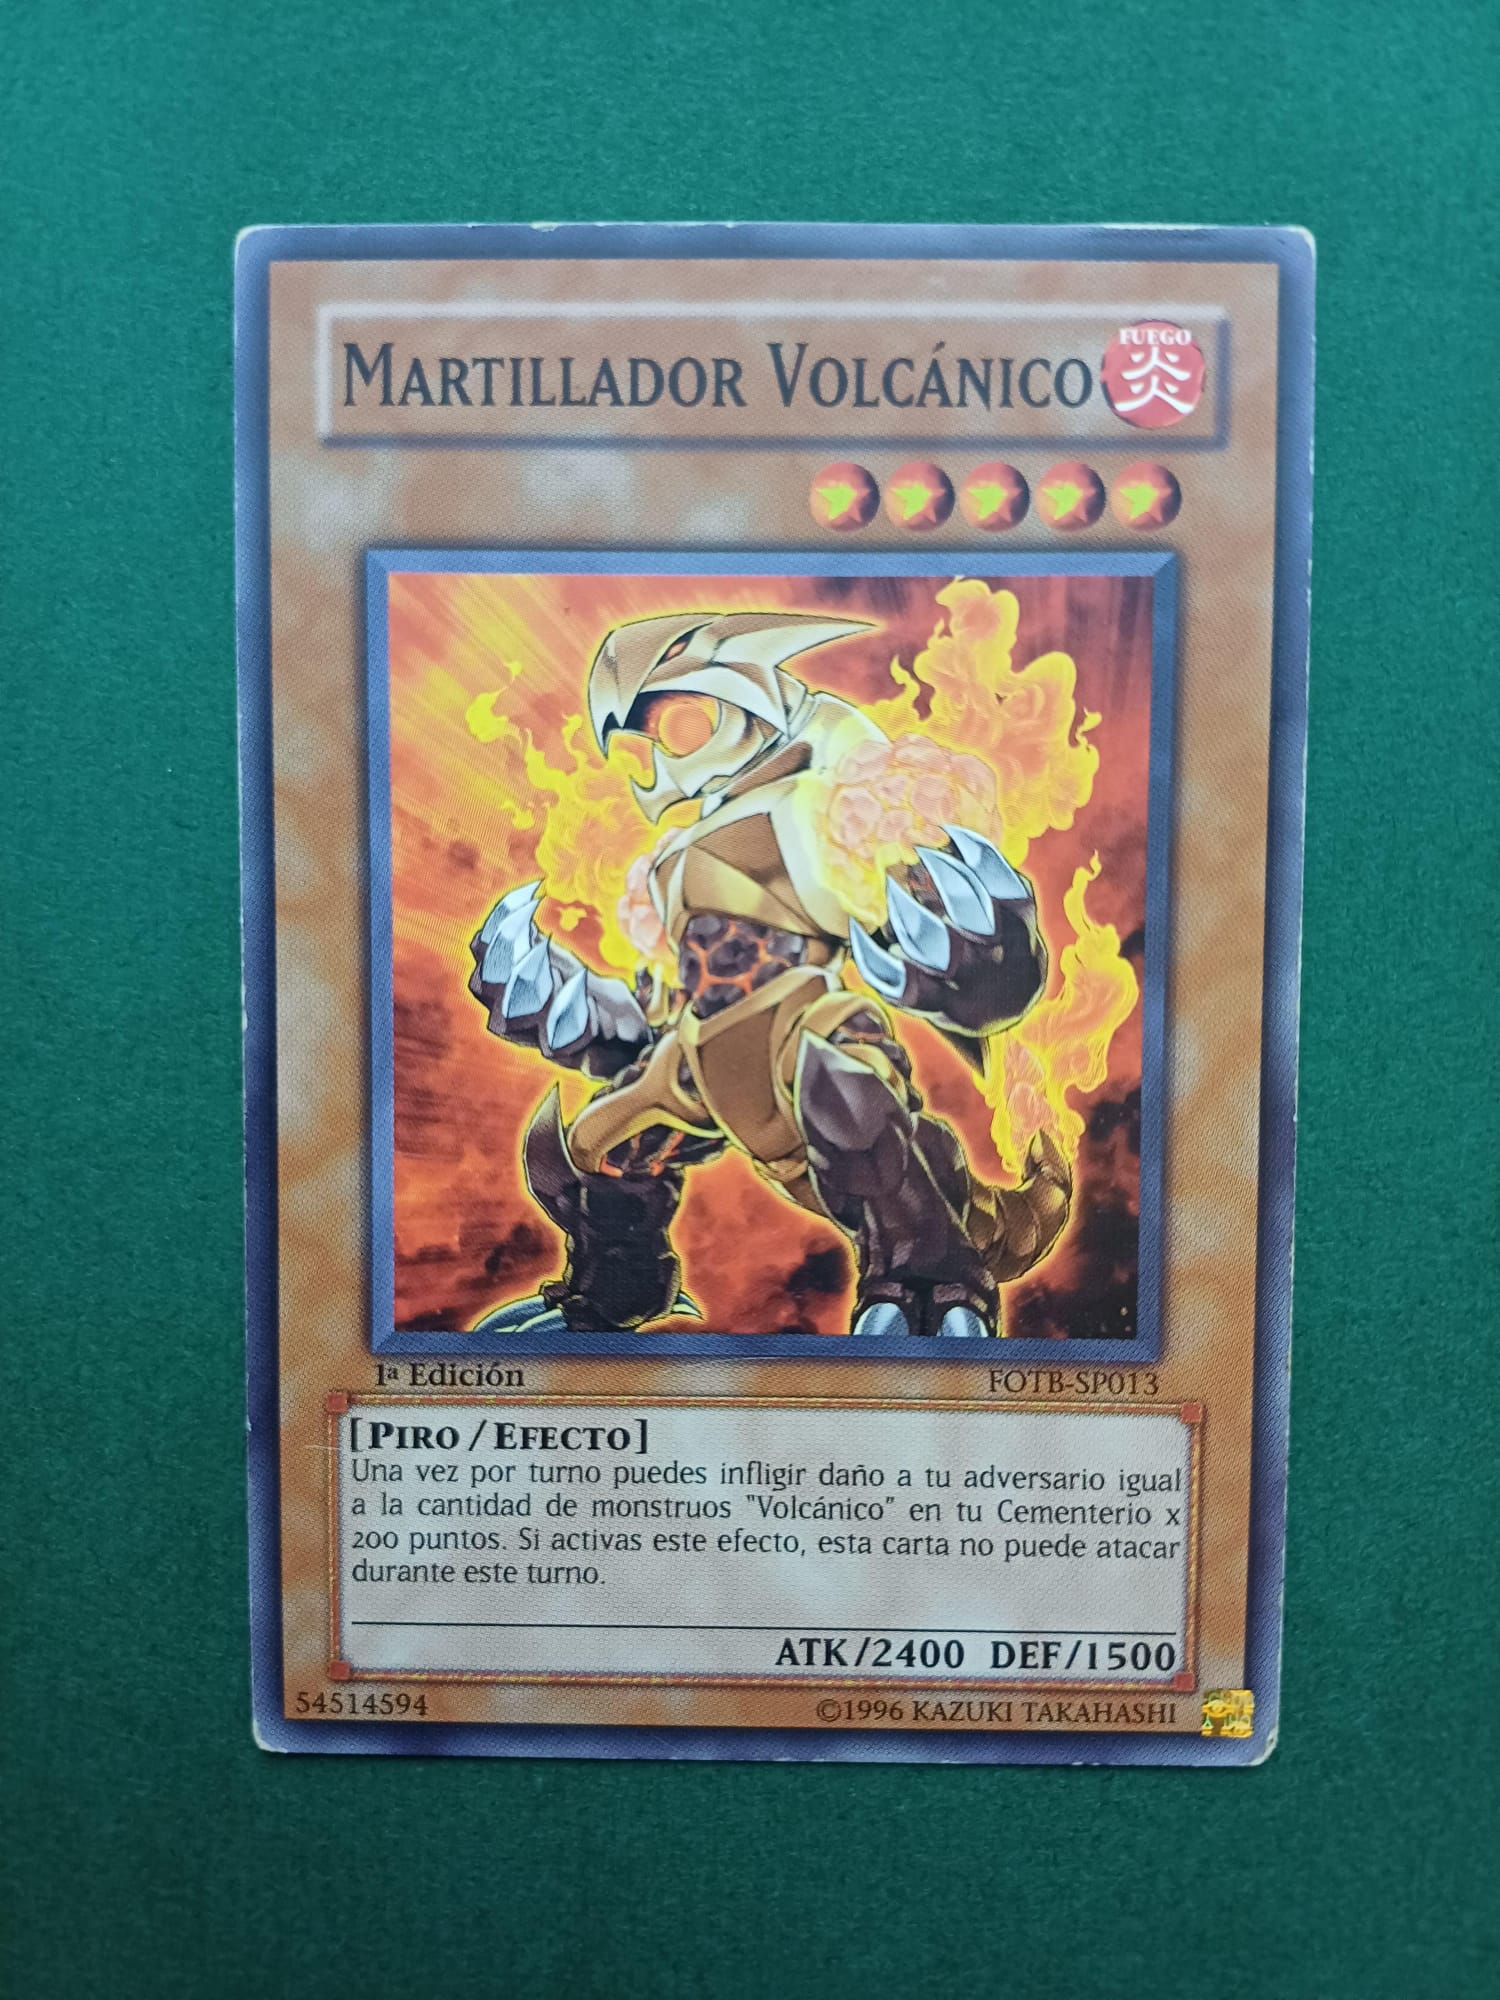 MARTILLADOR VOLCÁNICO
FUEGO
炎
1ª Edición
FOTB-SP013
[PIRO / EFECTO]
Una vez por turno puedes infligir daño a tu adversario igual
a la cantidad de monstruos "Volcánico" en tu Cementerio x
200 puntos. Si activas este efecto, esta carta no puede atacar
durante este turno.
ATK/2400 DEF/1500
54514594
©1996 KAZUKI TAKAHASHI